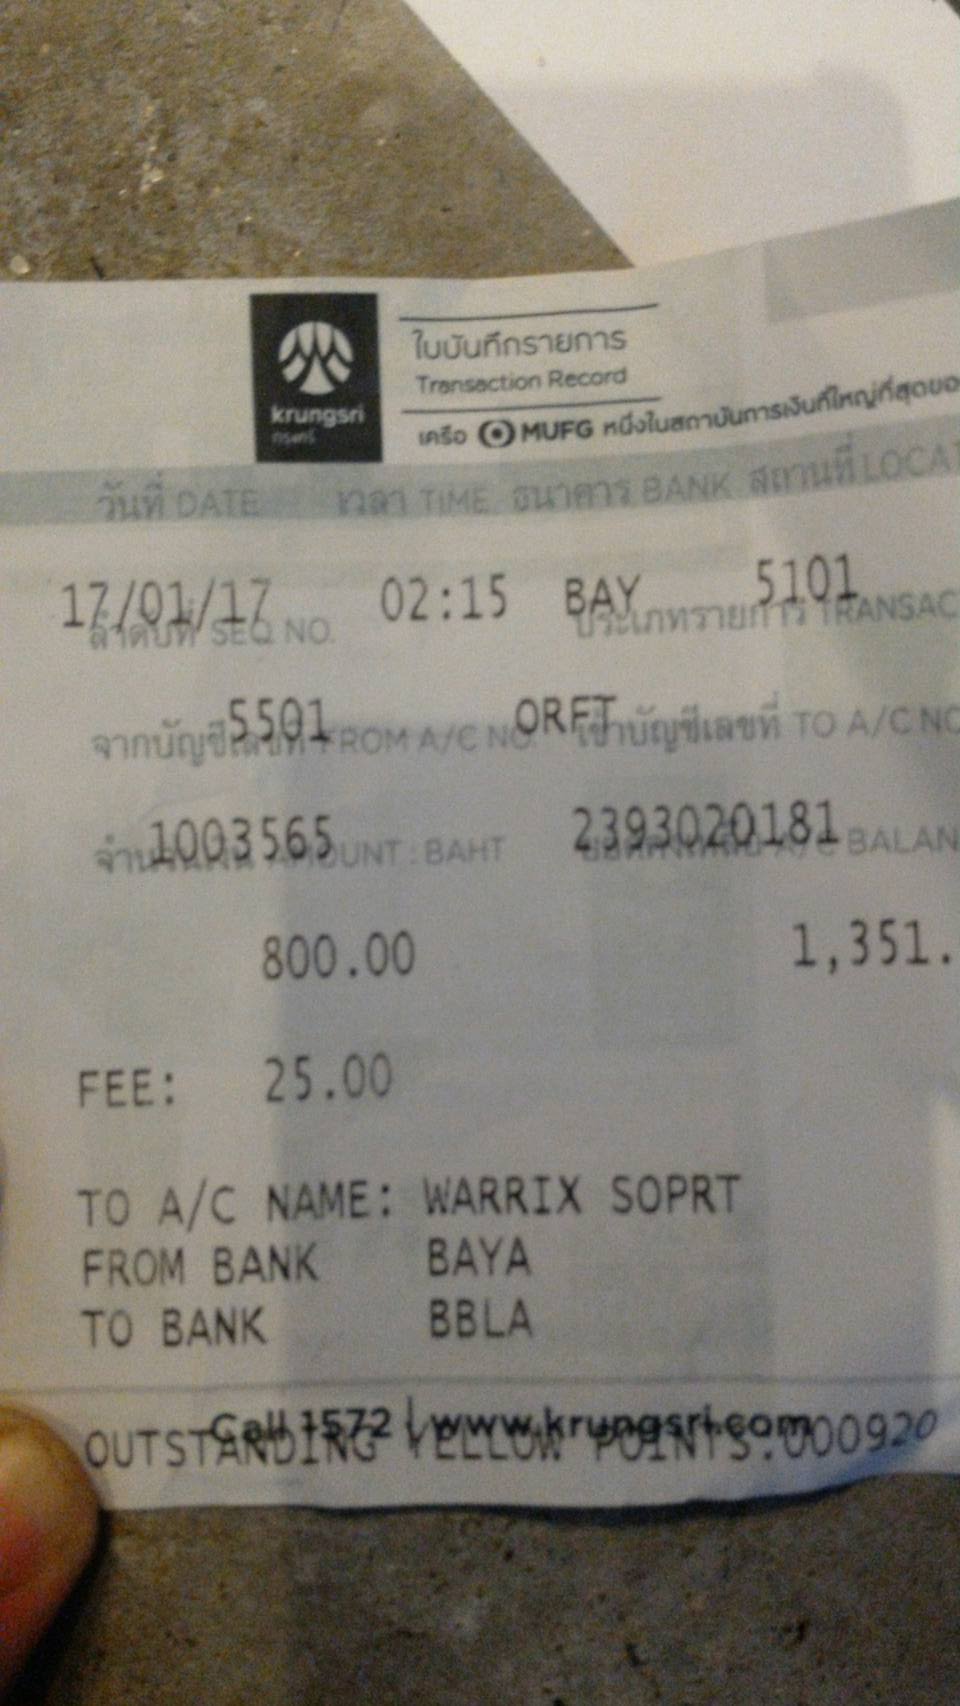 krungsri
กรุงศรี
ใบบันทึกรายการ
Transaction Record
เครือ MUFG หนึ่งในสถาบันการเงินที่ใหญ่ที่สุดขอ
วันที่ DATE เวลา TIME ธนาคาร BANK สถานที่ LOCAT
17/01/17 02:15 BAY 5101
ลำดับที่ SEQ NO. ประเภทรายการ TRANSAC
5501 ORFT
จากบัญชีเลขที่ FROM A/C NO. เข้าบัญชีเลขที่ TO A/C NO
1003565 2393020181
จำนวนเงิน AMOUNT : BAHT ยอดคงเหลือ A/C BALAN
800.00 1,351.
FEE: 25.00
TO A/C NAME: WARRIX SOPRT
FROM BANK BAYA
TO BANK BBLA
Call 1572 | www.krungsri.com
OUTSTANDING YELLOW POINTS:000920